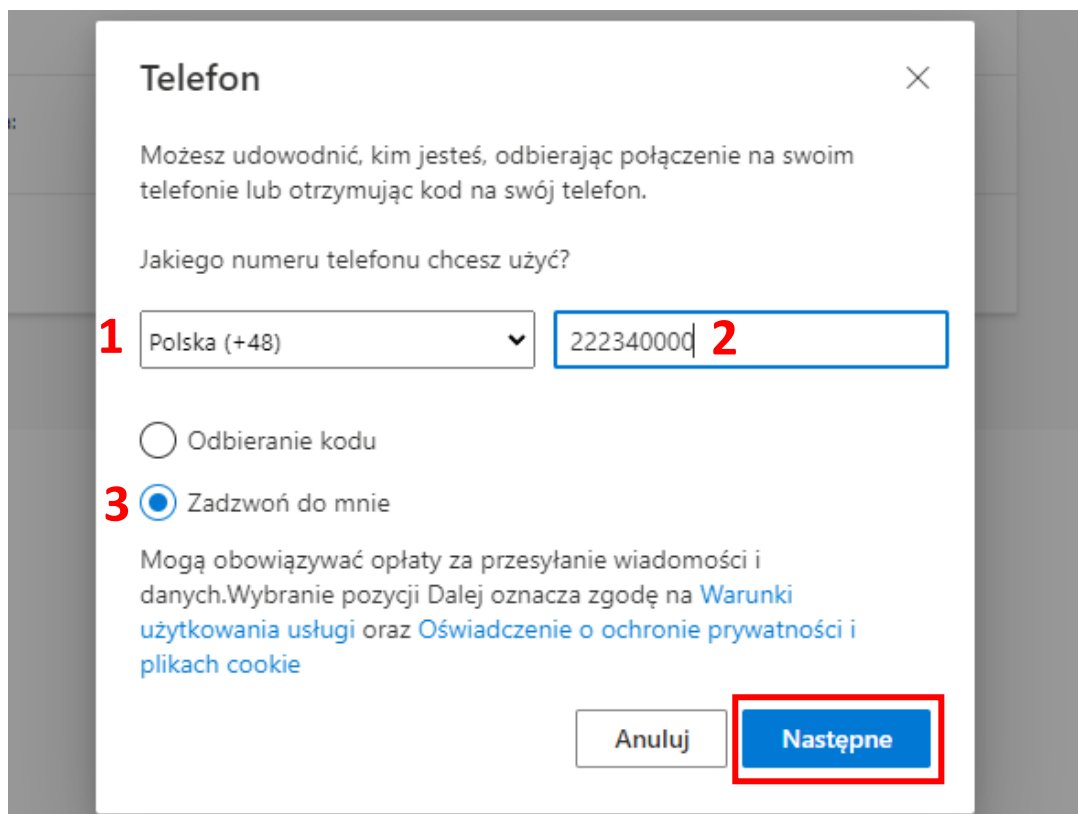 Telefon
a:
Możesz udowodnić, kim jesteś, odbierając połączenie na swoim
telefonie lub otrzymując kod na swój telefon.
Jakiego numeru telefonu chcesz użyć?
1 Polska (+48) 222340000 2
Odbieranie kodu
3 Zadzwoń do mnie
Mogą obowiązywać opłaty za przesyłanie wiadomości i
danych.Wybranie pozycji Dalej oznacza zgodę na Warunki
użytkowania usługi oraz Oświadczenie o ochronie prywatności i
plikach cookie
Anuluj Następne